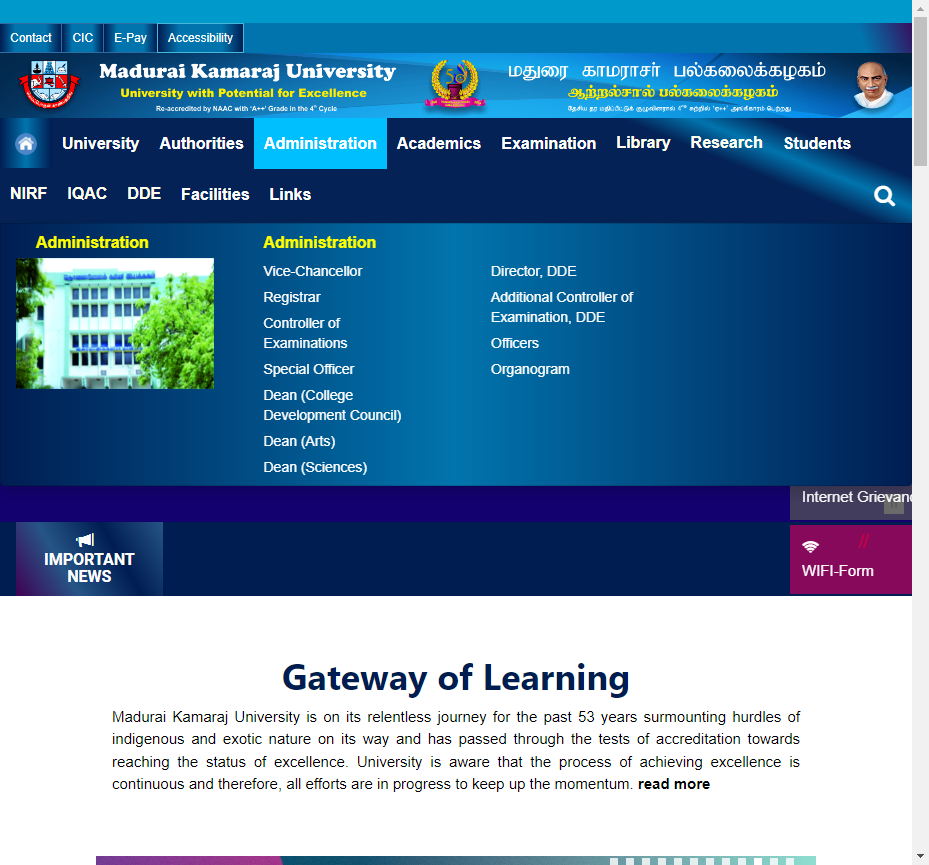 Contact CIC E-Pay Accessibility
Madurai Kamaraj University
University with Potential for Excellence
Re-accredited by NAAC with 'A++' Grade in the 4th Cycle
மதுரை காமராசர் பல்கலைக்கழகம்
ஆற்றல்சால் பல்கலைக்கழகம்
University Authorities Administration Academics Examination Library Research Students
NIRF IQAC DDE Facilities Links
Administration
Administration
Vice-Chancellor
Registrar
Controller of
Examinations
Special Officer
Dean (College
Development Council)
Dean (Arts)
Dean (Sciences)
Director, DDE
Additional Controller of
Examination, DDE
Officers
Organogram
Internet Grievanc
IMPORTANT
NEWS
WIFI-Form
Gateway of Learning
Madurai Kamaraj University is on its relentless journey for the past 53 years surmounting hurdles of
indigenous and exotic nature on its way and has passed through the tests of accreditation towards
reaching the status of excellence. University is aware that the process of achieving excellence is
continuous and therefore, all efforts are in progress to keep up the momentum. read more